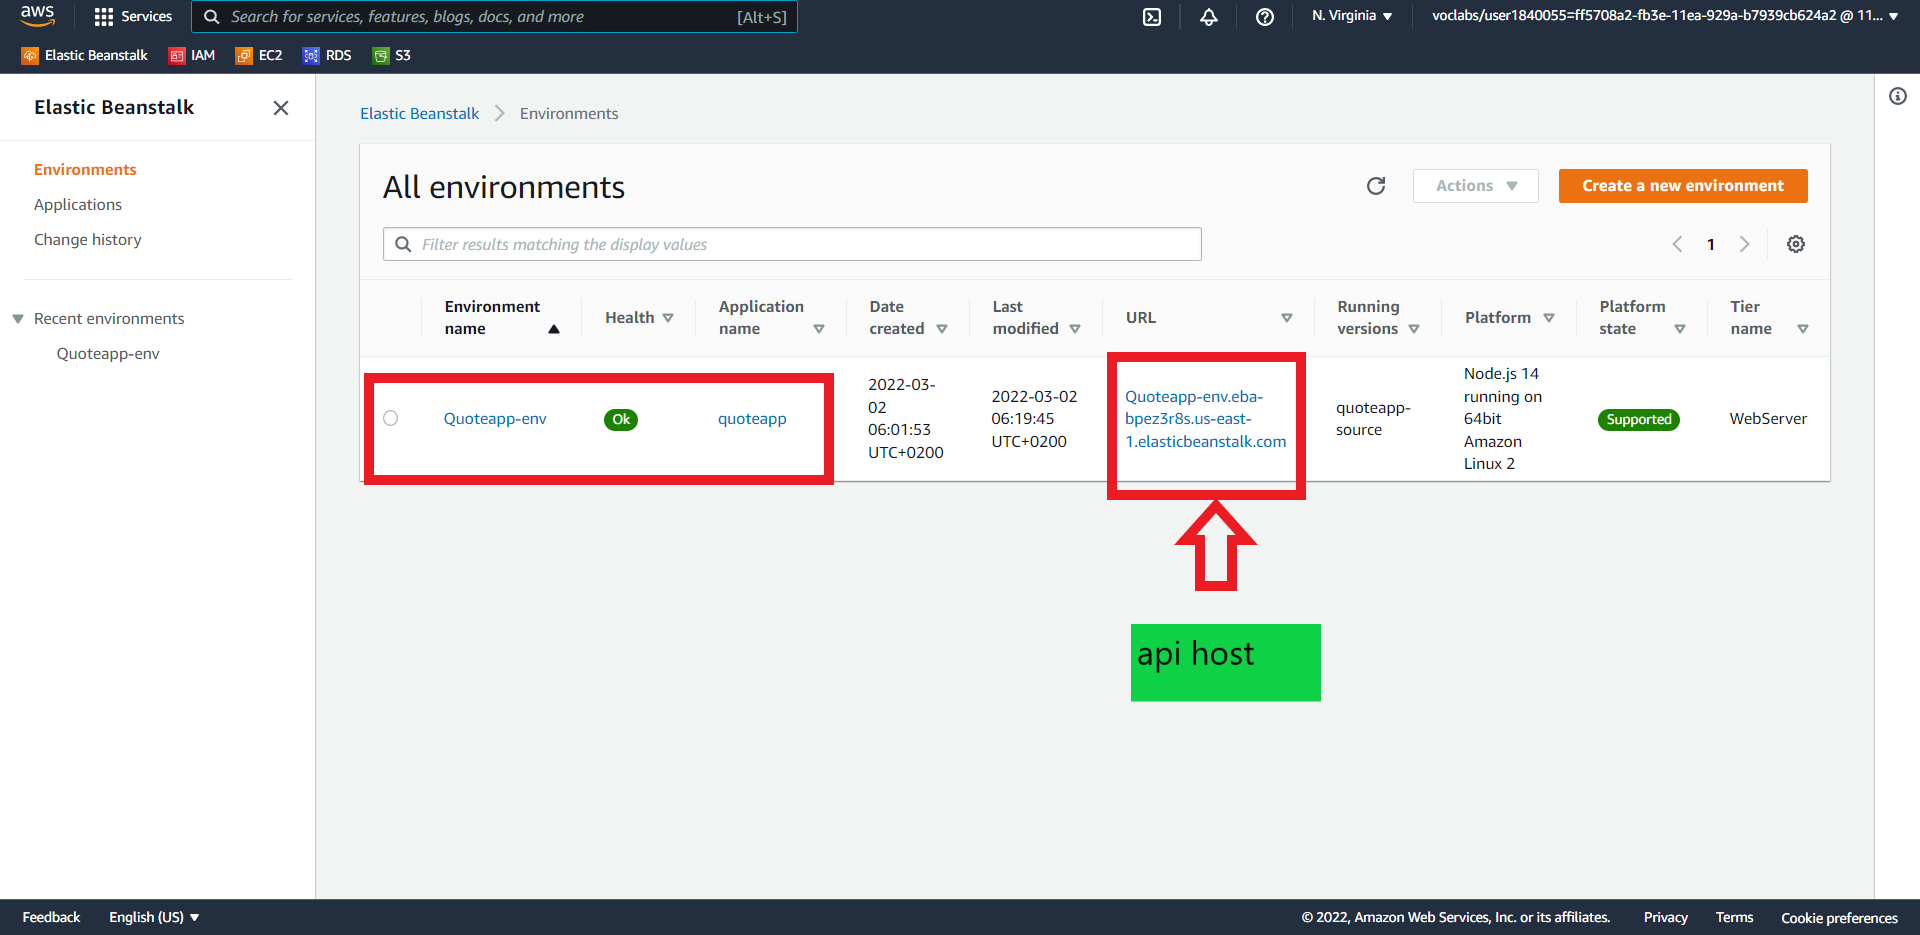 aws
Services
Search for services, features, blogs, docs, and more [Alt+S]
N. Virginia
voclabs/user1840055=ff5708a2-fb3e-11ea-929a-b7939cb624a2 @ 11...
Elastic Beanstalk
IAM
EC2
RDS
S3
Elastic Beanstalk
Environments
Applications
Change history
Recent environments
Quoteapp-env
Elastic Beanstalk > Environments
All environments
Actions
Create a new environment
Filter results matching the display values
1
Environment
name
Health
Application
name
Date
created
Last
modified
URL
Running
versions
Platform
Platform
state
Tier
name
Quoteapp-env
Ok
quoteapp
2022-03-
02
06:01:53
UTC+0200
2022-03-02
06:19:45
UTC+0200
Quoteapp-env.eba-
bpez3r8s.us-east-
1.elasticbeanstalk.com
quoteapp-
source
Node.js 14
running on
64bit
Amazon
Linux 2
Supported
WebServer
api host
Feedback
English (US)
© 2022, Amazon Web Services, Inc. or its affiliates.
Privacy
Terms
Cookie preferences